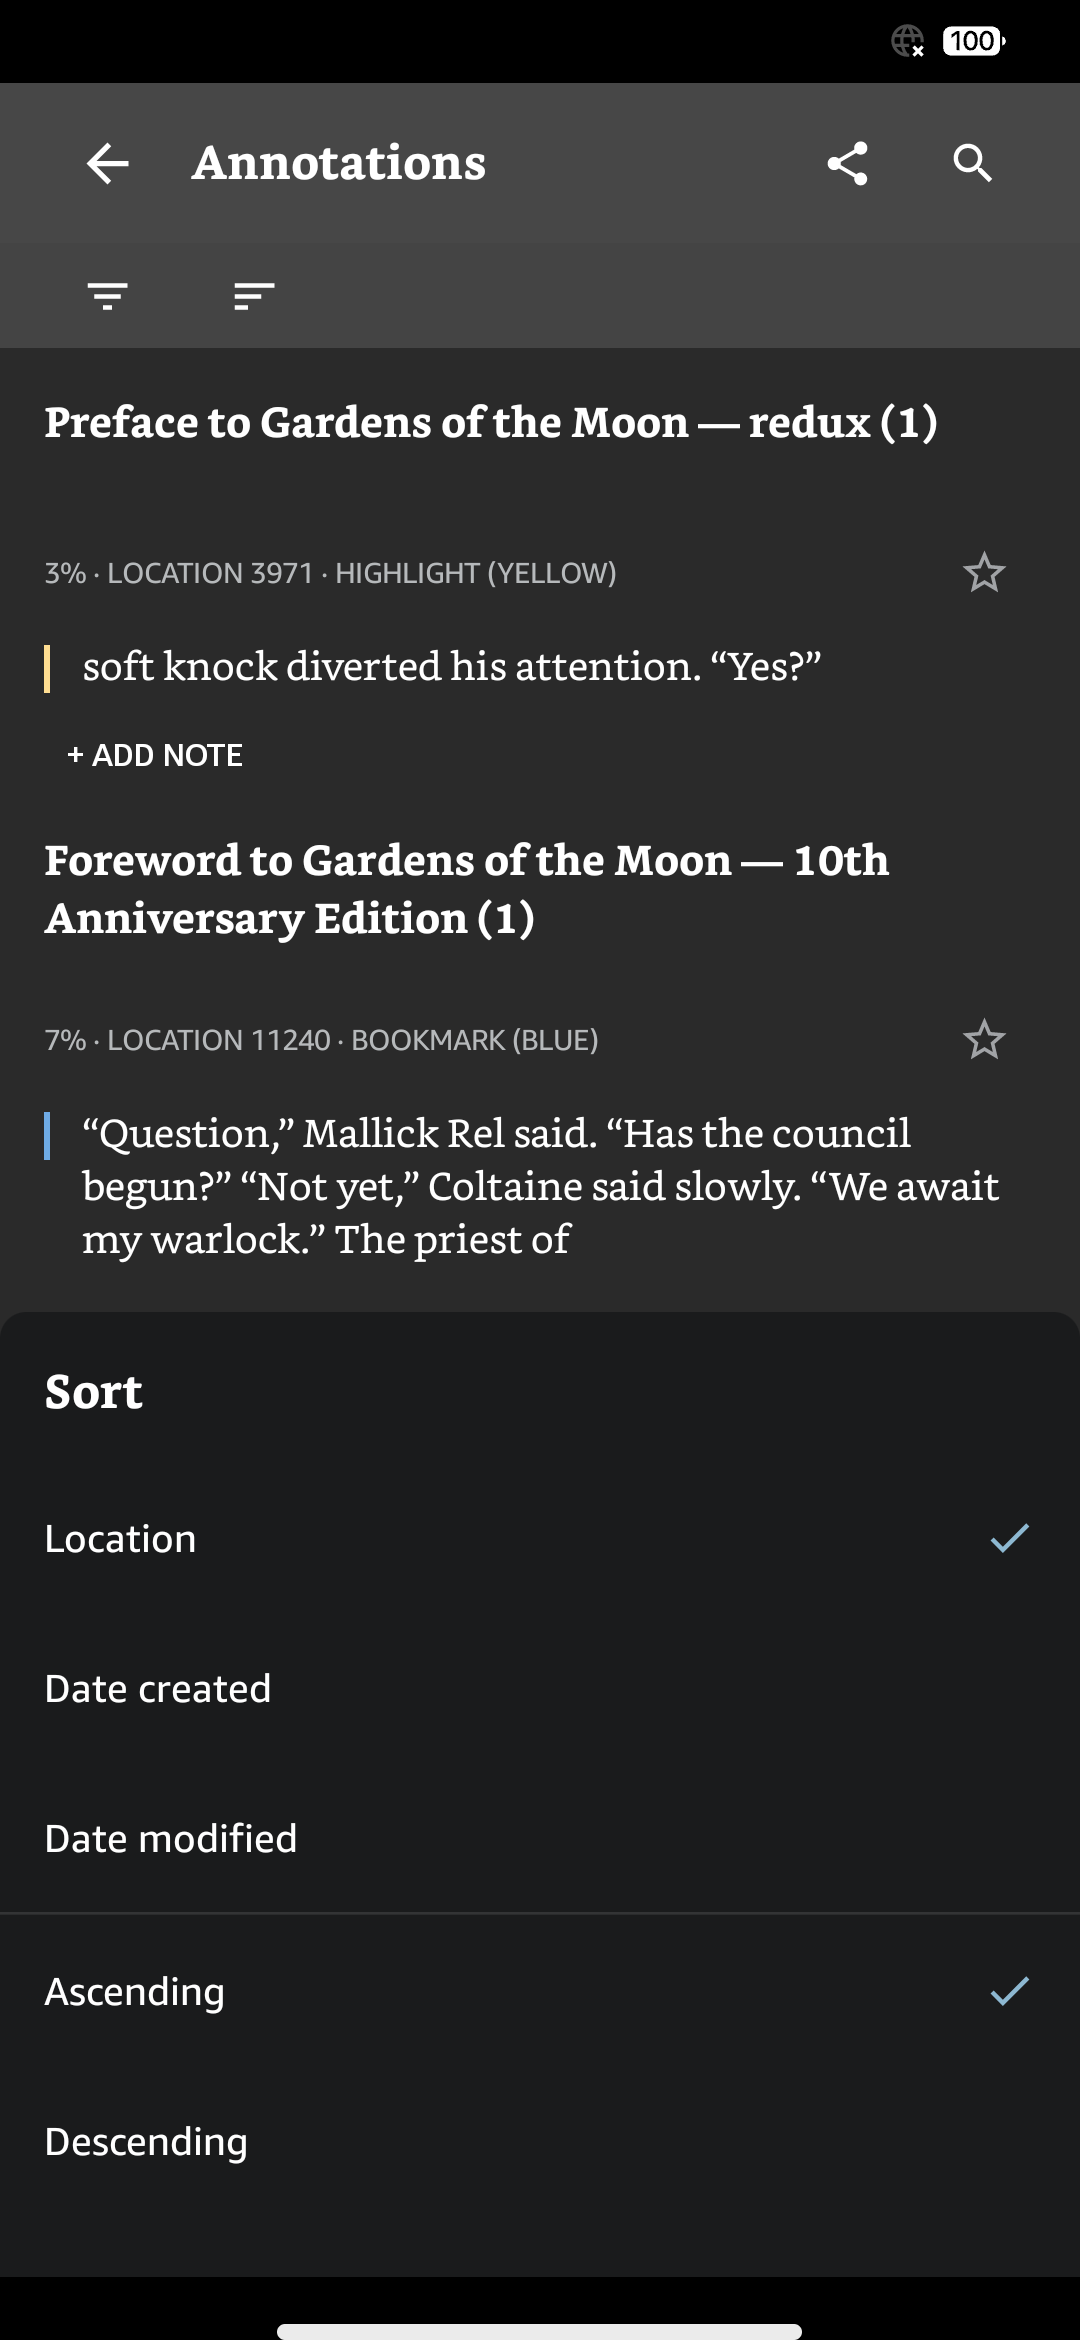 100
Annotations
Preface to Gardens of the Moon — redux (1)
3% · LOCATION 3971 · HIGHLIGHT (YELLOW)
soft knock diverted his attention. “Yes?”
+ ADD NOTE
Foreword to Gardens of the Moon — 10th
Anniversary Edition (1)
7% · LOCATION 11240 · BOOKMARK (BLUE)
“Question,” Mallick Rel said. “Has the council
begun?” “Not yet,” Coltaine said slowly. “We await
my warlock.” The priest of
Sort
Location
Date created
Date modified
Ascending
Descending